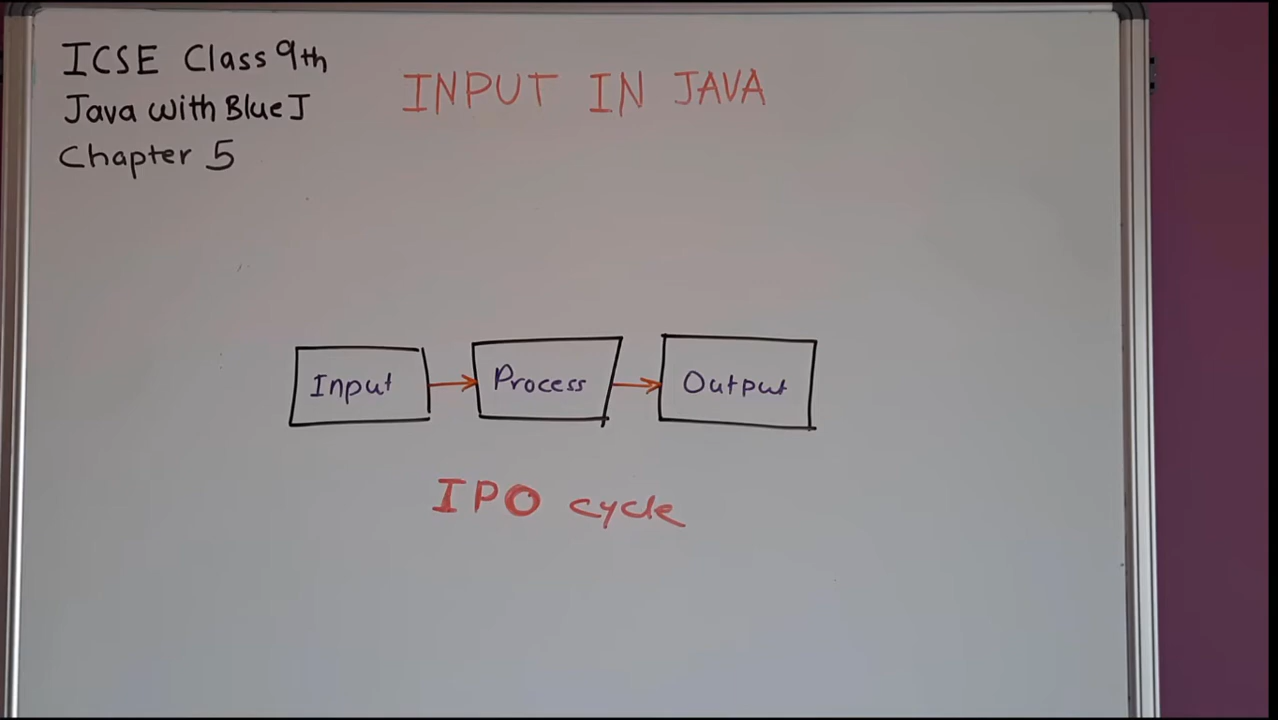 ICSE Class 9th
Java with BlueJ
Chapter 5
INPUT IN JAVA
Input
Process
Output
IPO cycle